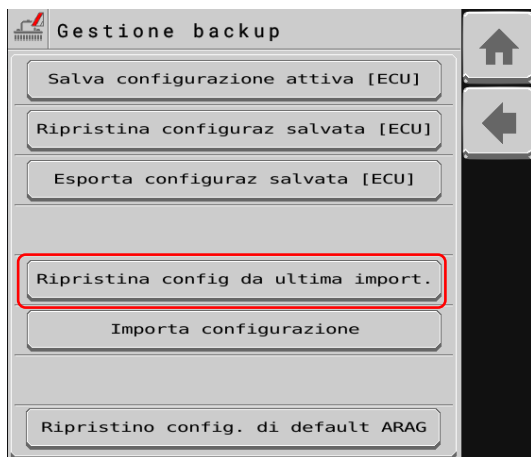 Gestione backup
Salva configurazione attiva [ECU]
Ripristina configuraz salvata [ECU]
Esporta configuraz salvata [ECU]
Ripristina config da ultima import.
Importa configurazione
Ripristino config. di default ARAG